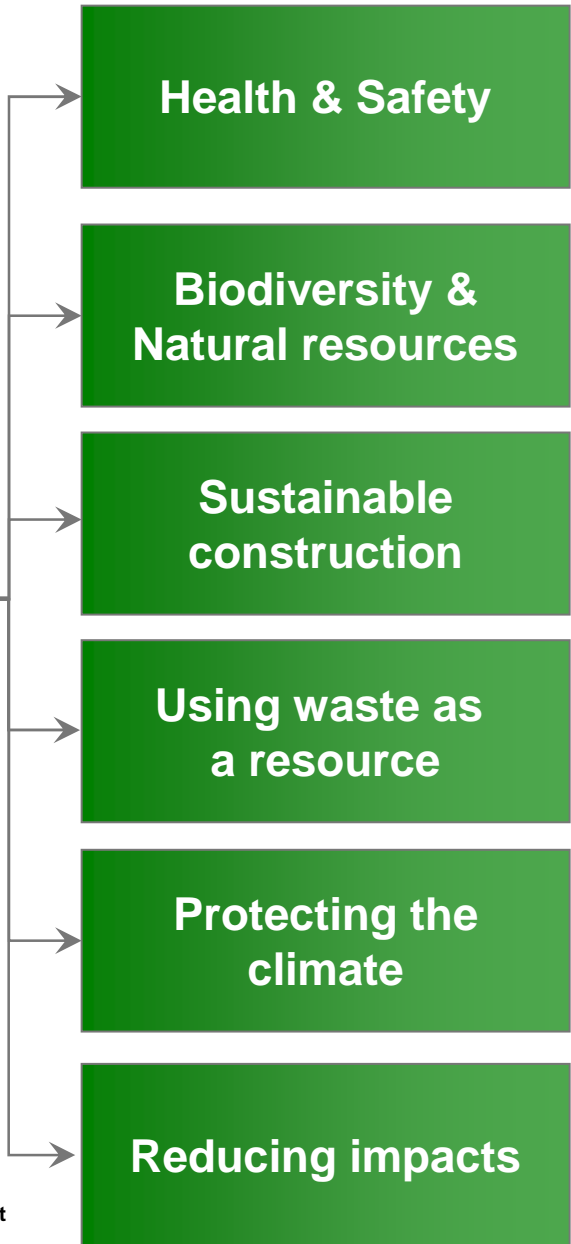 Health & Safety
Biodiversity &
Natural resources
Sustainable
construction
Using waste as
a resource
Protecting the
climate
Reducing impacts
t